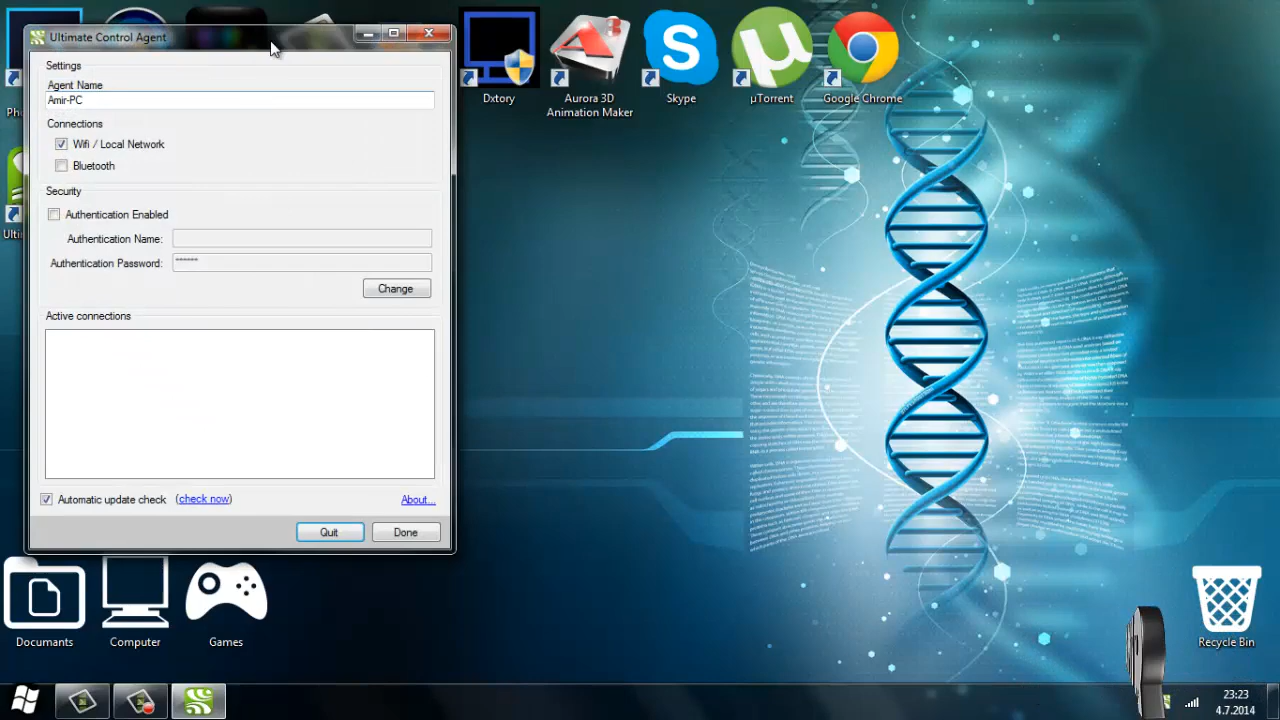 Ultimate Control Agent
Settings
Agent Name
Amir-PC
Connections
Wifi / Local Network
Bluetooth
Security
Authentication Enabled
Authentication Name:
Authentication Password:
******
Change
Active connections
Automatic update check (check now)
About...
Quit Done
Dxtory
Aurora 3D
Animation Maker
Skype
µTorrent
Google Chrome
Documants
Computer
Games
Recycle Bin
23:23
4.7.2014